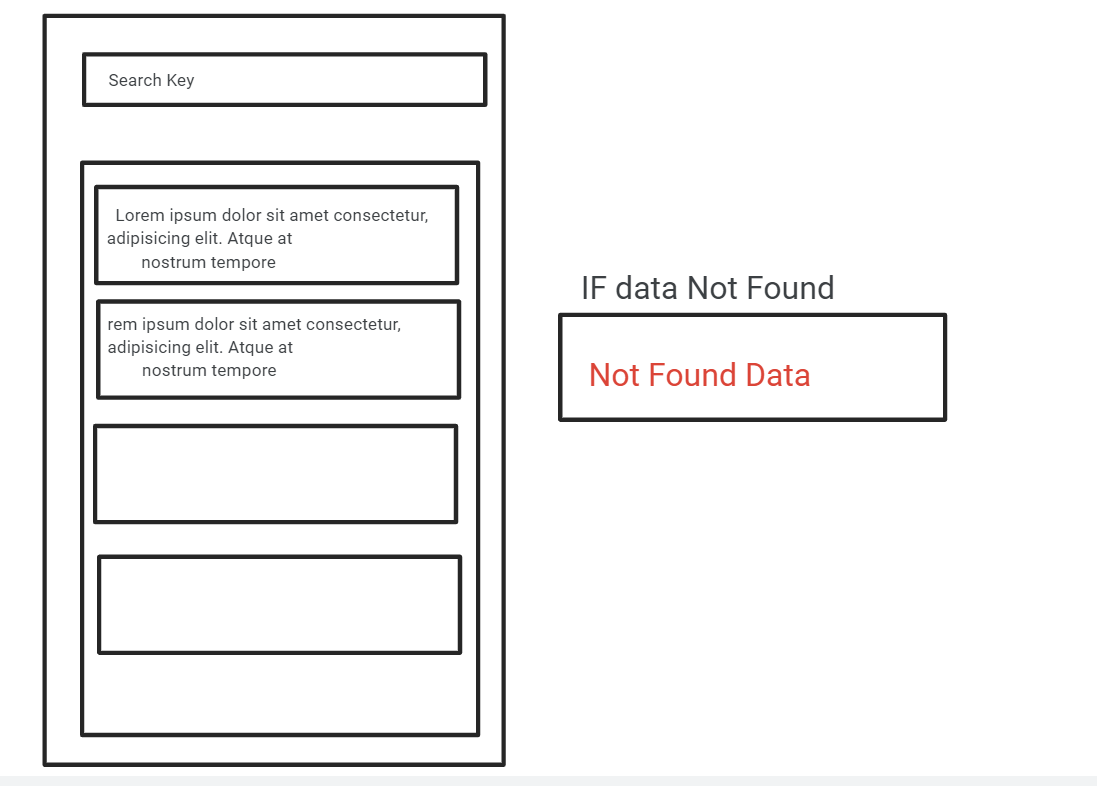 Search Key
Lorem ipsum dolor sit amet consectetur,
adipisicing elit. Atque at
nostrum tempore
rem ipsum dolor sit amet consectetur,
adipisicing elit. Atque at
nostrum tempore
IF data Not Found
Not Found Data